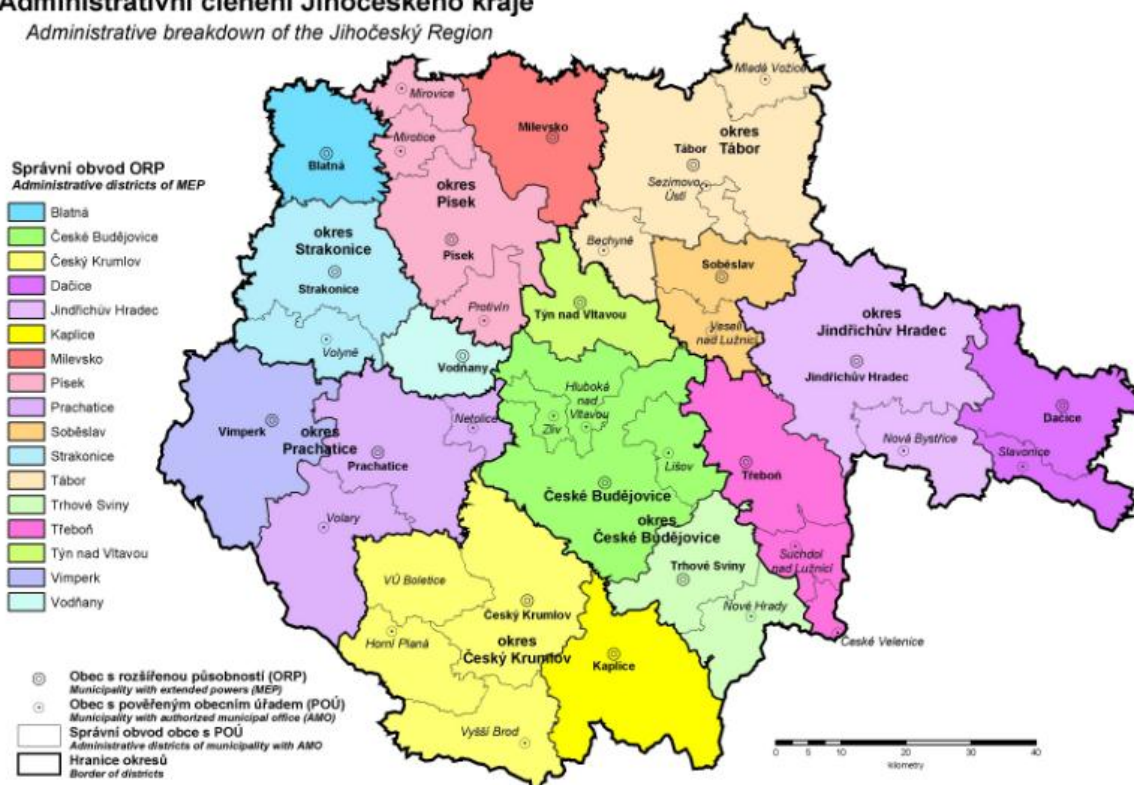 Administrativní členění Jihočeského kraje
Administrative breakdown of the Jihočeský Region
Správní obvod ORP
Administrative districts of MEP
Blatná
České Budějovice
Český Krumlov
Dačice
Jindřichův Hradec
Kaplice
Milevsko
Písek
Prachatice
Soběslav
Strakonice
Tábor
Trhové Sviny
Třeboň
Týn nad Vltavou
Vimperk
Vodňany
Mladá Vožice
Mirovice
Milevsko
Mirotice
okres
Tábor
Tábor
Blatná
Sezimovo
Ústí
okres
Písek
okres
Strakonice
Písek
Bechyně
Strakonice
Soběslav
Protivín
Týn nad Vltavou
okres
Jindřichův Hradec
Veselí
nad Lužnicí
Volyně
Vodňany
Jindřichův Hradec
Hluboká
nad
Vltavou
Zliv
Netolice
Dačice
Vimperk
okres
Prachatice
Prachatice
Nová Bystřice
Slavonice
Lišov
Třeboň
České Budějovice
okres
České Budějovice
Volary
Suchdol
nad Lužnicí
Trhové Sviny
VÚ Boletice
Nové Hrady
Český Krumlov
České Velenice
Horní Planá
okres
Český Krumlov
Kaplice
Vyšší Brod
Obec s rozšířenou působností (ORP)
Municipality with extended powers (MEP)
Obec s pověřeným obecním úřadem (POÚ)
Municipality with authorized municipal office (AMO)
Správní obvod obce s POÚ
Administrative districts of municipality with AMO
Hranice okresů
Border of districts
0 5 10 20 30 40
kilometry